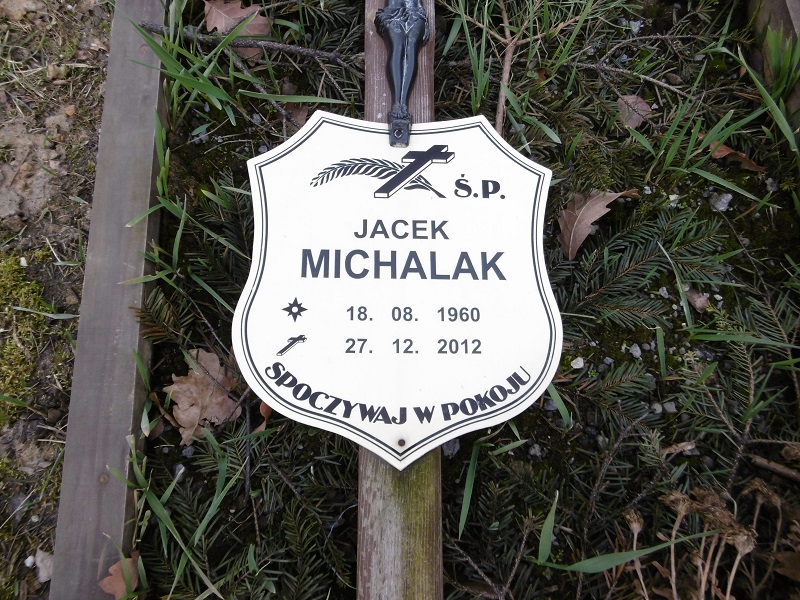 Ś.P.
JACEK
MICHALAK
18. 08. 1960
27. 12. 2012
SPOCZYWAJ W POKOJU